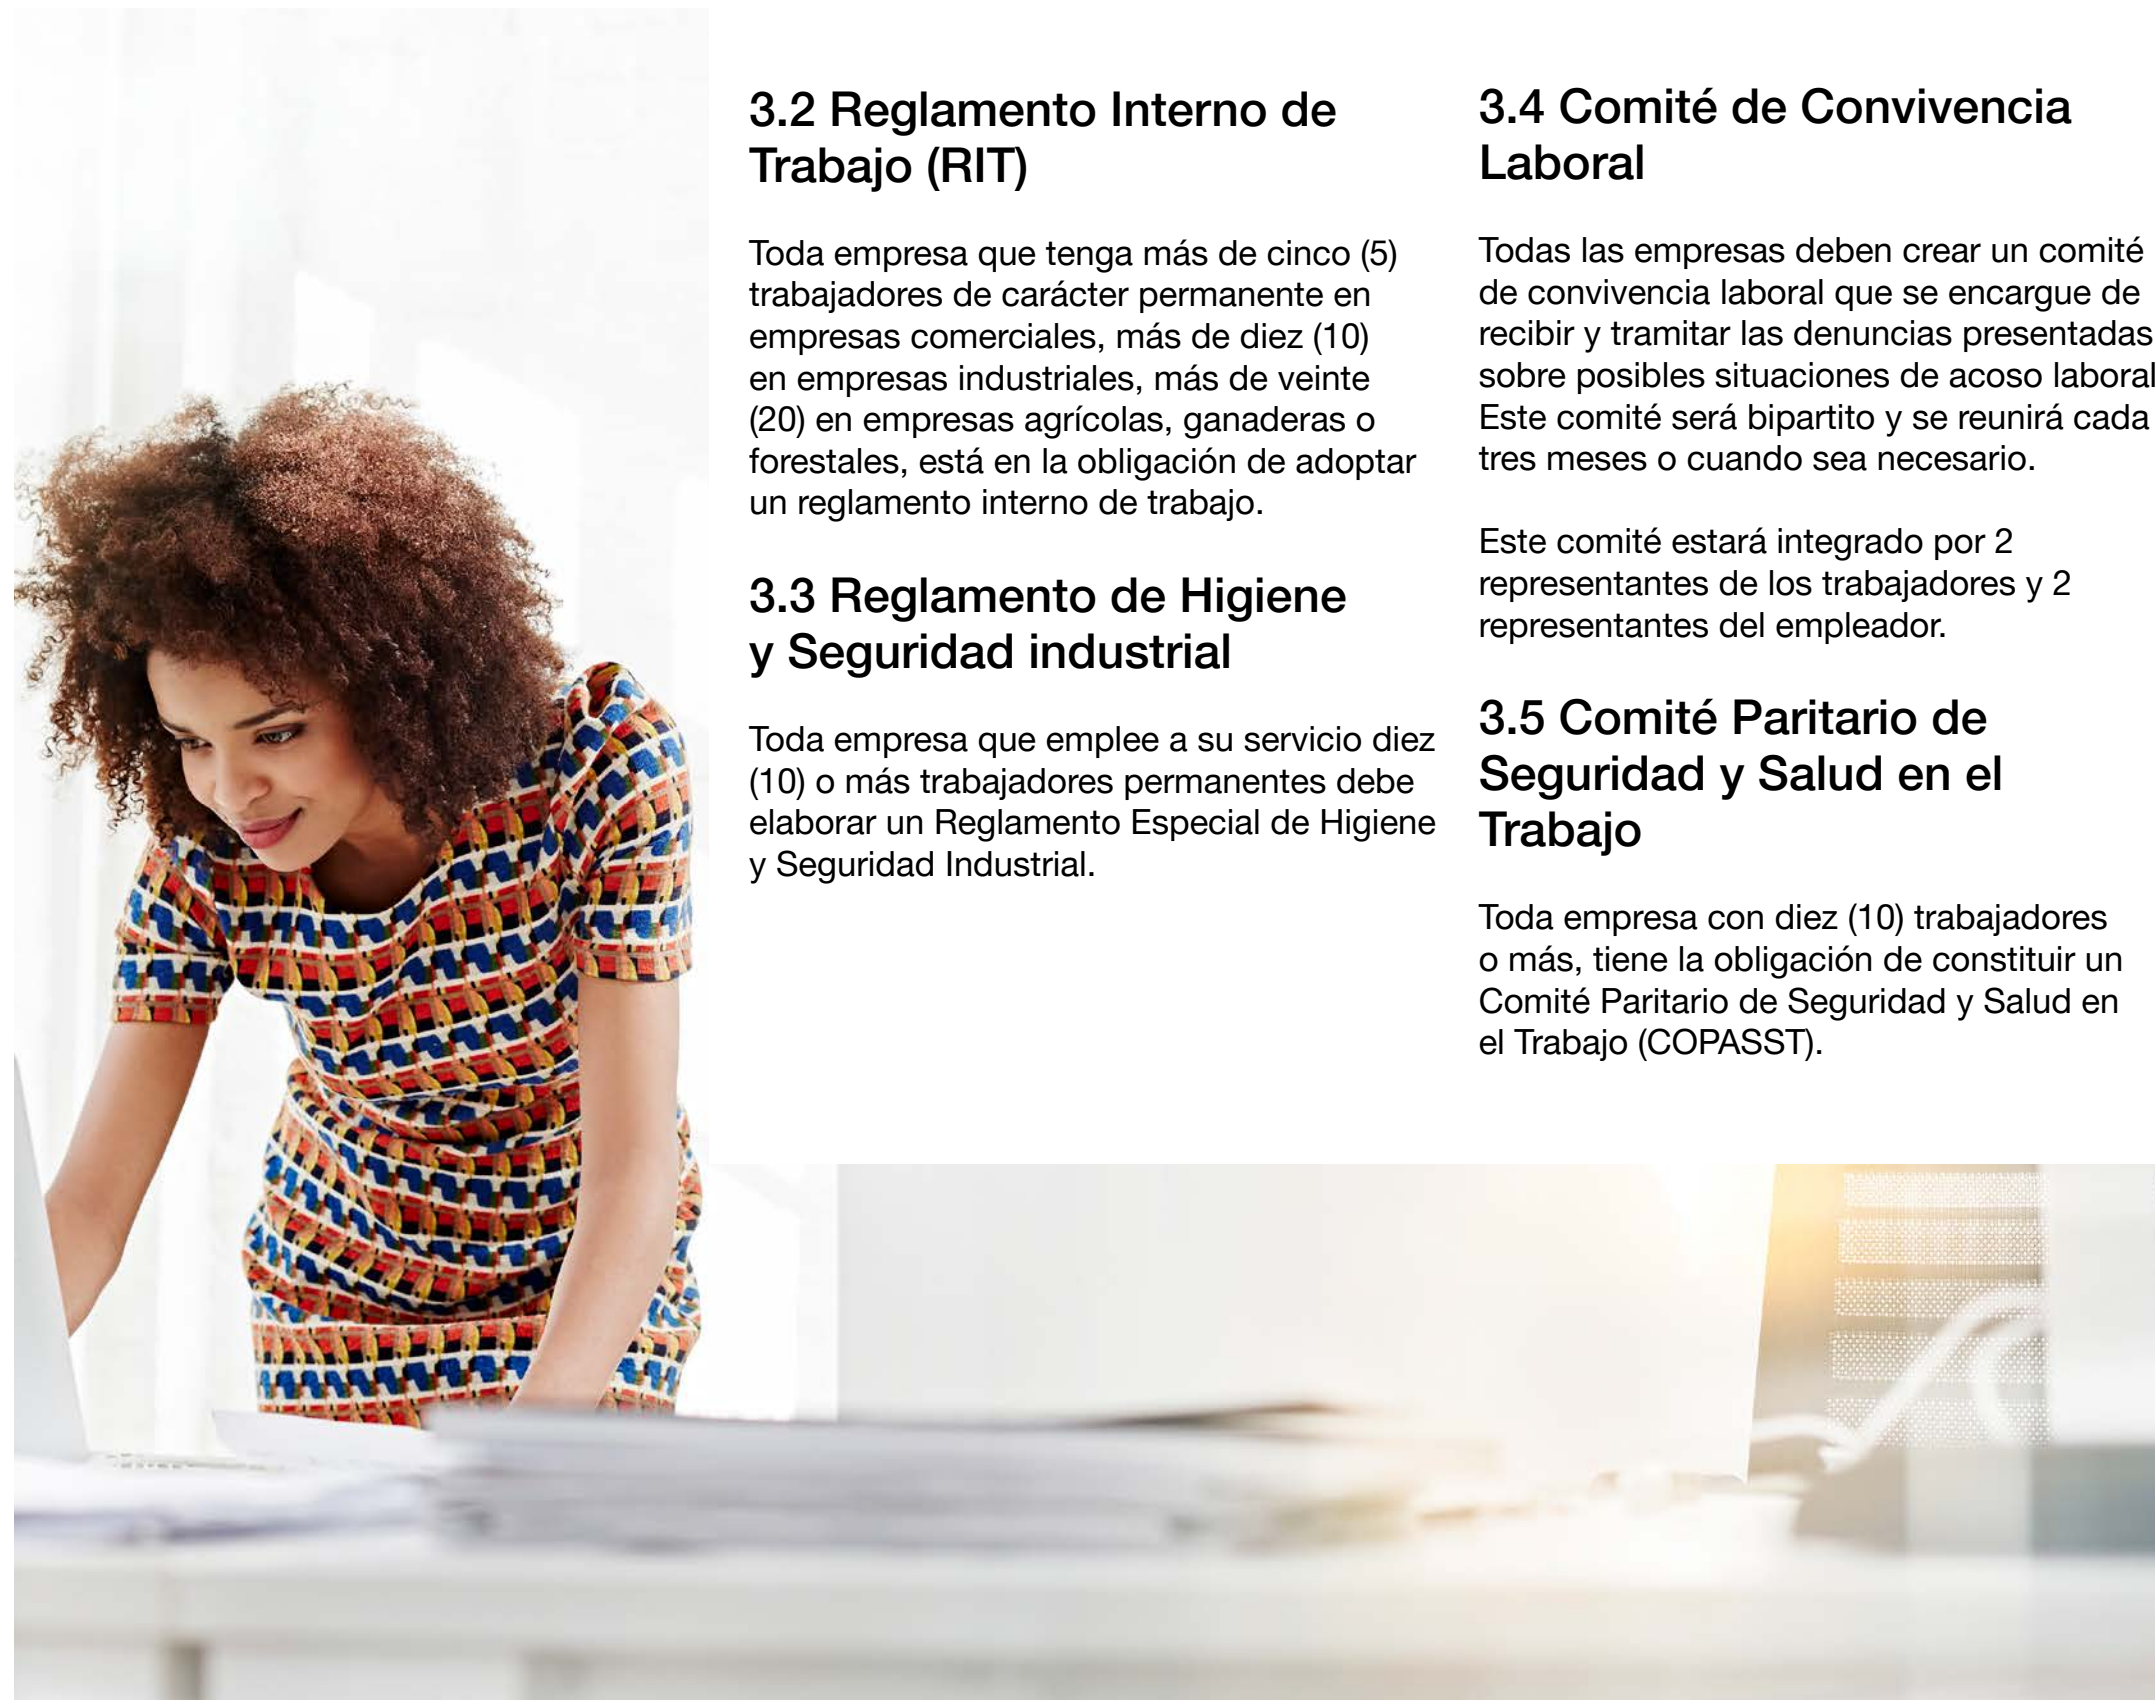 3.2 Reglamento Interno de
Trabajo (RIT)
Toda empresa que tenga más de cinco (5)
trabajadores de carácter permanente en
empresas comerciales, más de diez (10)
en empresas industriales, más de veinte
(20) en empresas agrícolas, ganaderas o
forestales, está en la obligación de adoptar
un reglamento interno de trabajo.
3.3 Reglamento de Higiene
y Seguridad industrial
Toda empresa que emplee a su servicio diez
(10) o más trabajadores permanentes debe
elaborar un Reglamento Especial de Higiene
y Seguridad Industrial.
3.4 Comité de Convivencia
Laboral
Todas las empresas deben crear un comité
de convivencia laboral que se encargue de
recibir y tramitar las denuncias presentadas
sobre posibles situaciones de acoso laboral
Este comité será bipartito y se reunirá cada
tres meses o cuando sea necesario.
Este comité estará integrado por 2
representantes de los trabajadores y 2
representantes del empleador.
3.5 Comité Paritario de
Seguridad y Salud en el
Trabajo
Toda empresa con diez (10) trabajadores
o más, tiene la obligación de constituir un
Comité Paritario de Seguridad y Salud en
el Trabajo (COPASST).